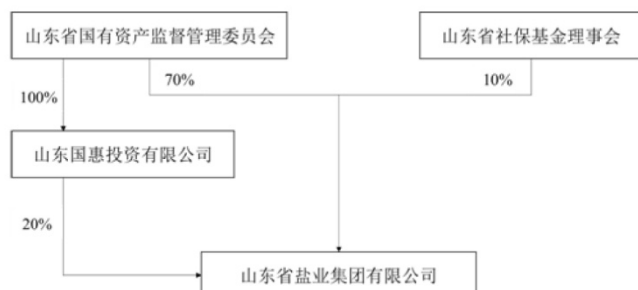 山东省国有资产监督管理委员会
山东省社保基金理事会
70%
10%
100%
山东国惠投资有限公司
20%
山东省盐业集团有限公司